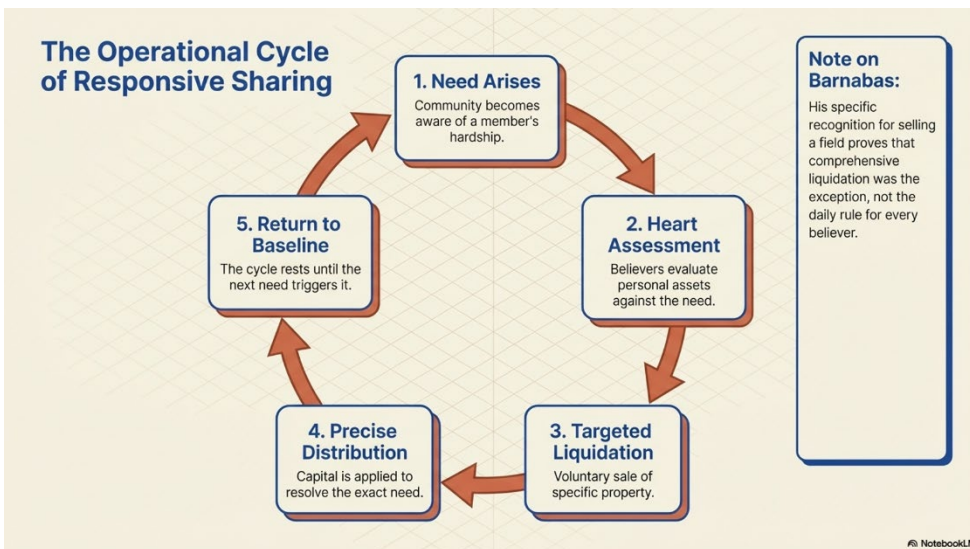 The Operational Cycle
of Responsive Sharing
1. Need Arises
Community becomes
aware of a member's
hardship.
2. Heart
Assessment
Believers evaluate
personal assets
against the need.
3. Targeted
Liquidation
Voluntary sale of
specific property.
4. Precise
Distribution
Capital is applied to
resolve the exact need.
5. Return to
Baseline
The cycle rests until the
next need triggers it.
Note on
Barnabas:
His specific
recognition for selling
a field proves that
comprehensive
liquidation was the
exception, not the
daily rule for every
believer.